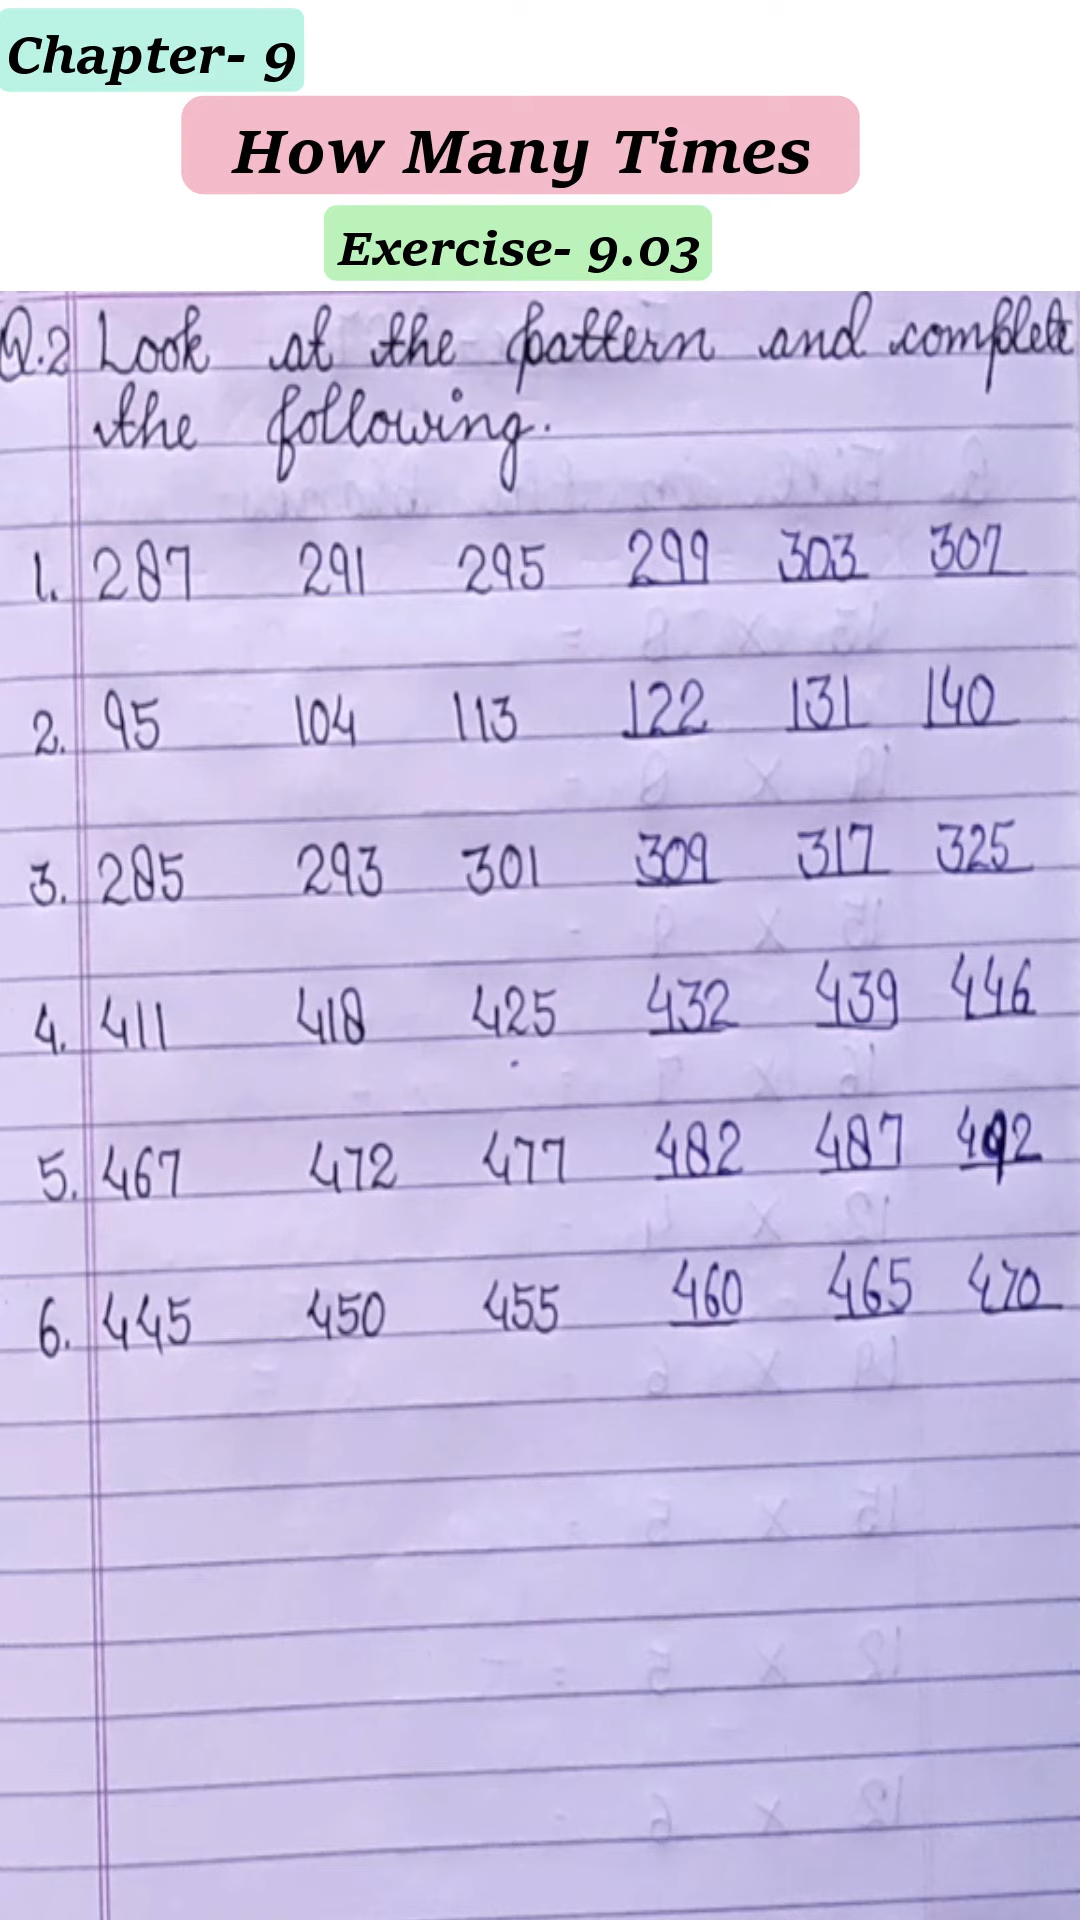 Chapter- 9
How Many Times
Exercise- 9.03
Q.2 Look at the pattern and complete
the following.
1. 287 291 295 299 303 307
2. 95 104 113 122 131 140
3. 285 293 301 309 317 325
4. 411 418 425 432 439 446
5. 467 472 477 482 487 492
6. 445 450 455 460 465 470